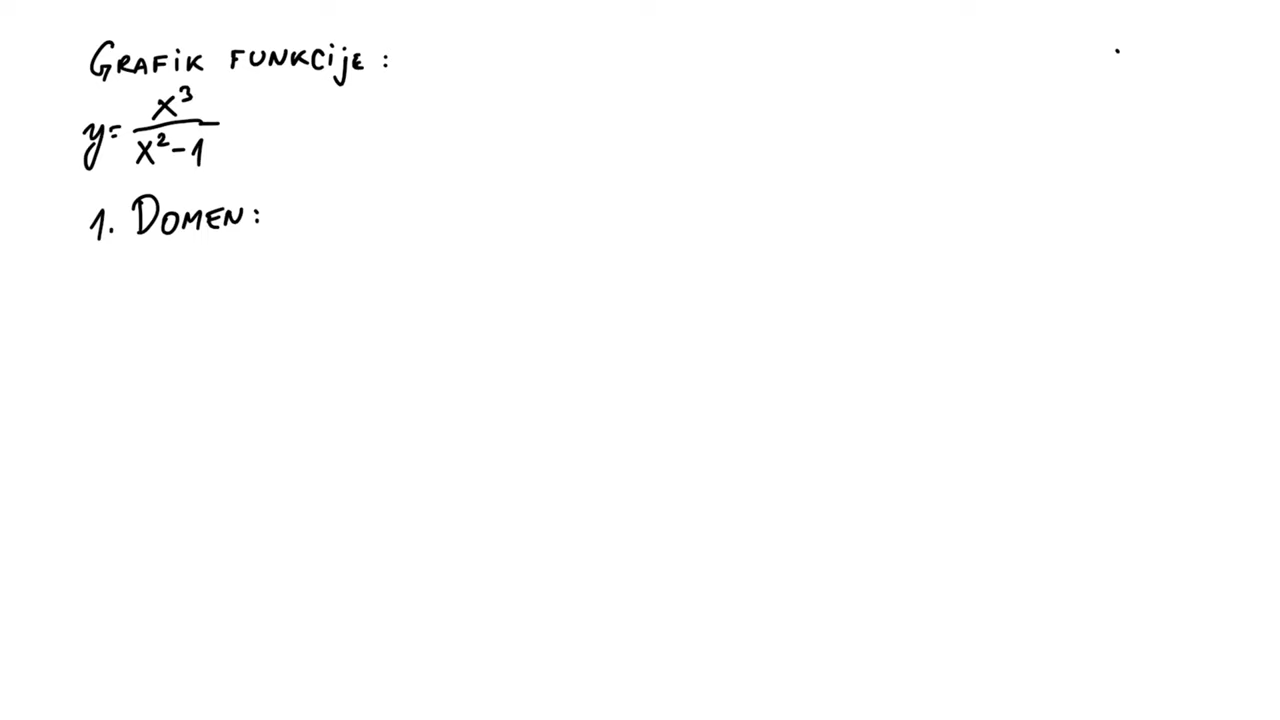 Grafik funkcije:
y = x³/(x² - 1)
1. Domen: